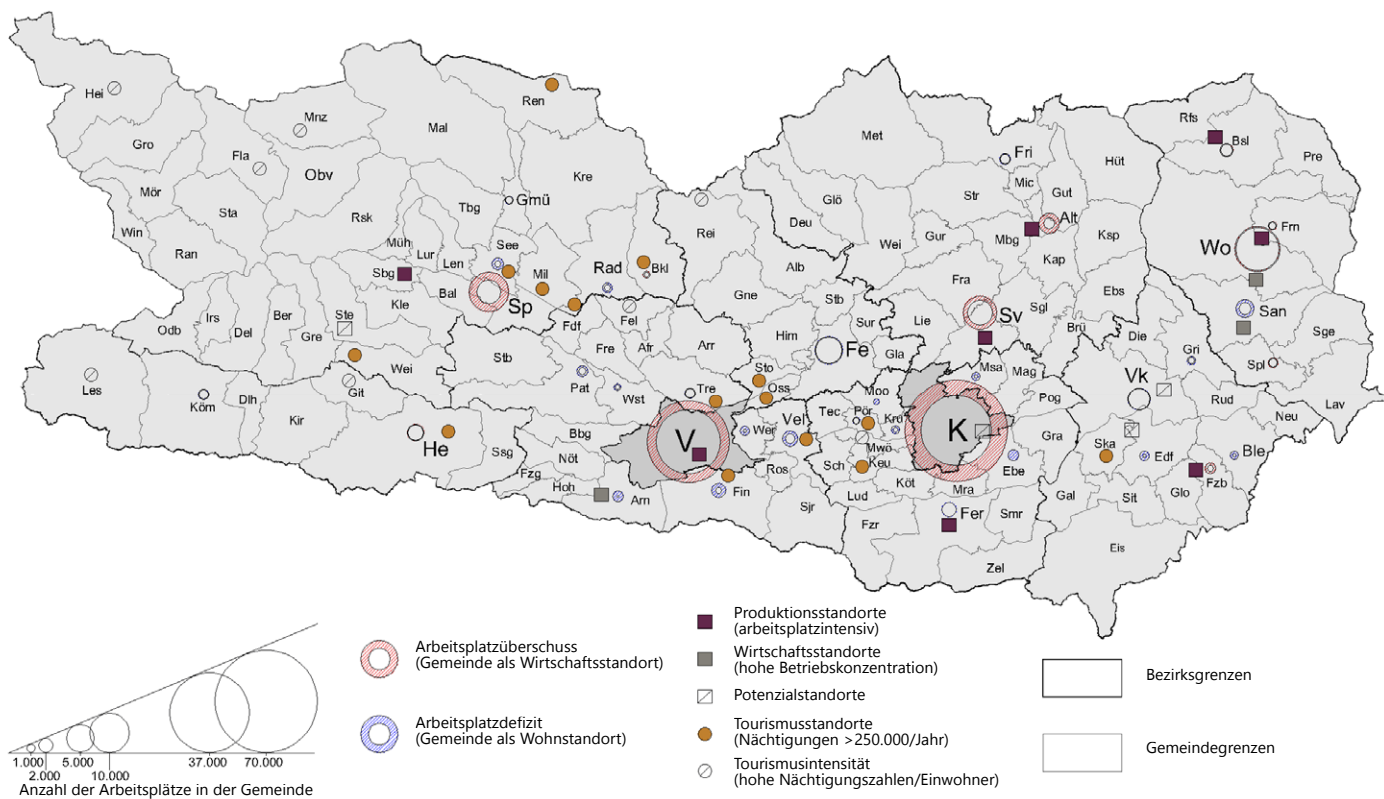 Hei
Mnz
Ren
Mal
Gro
Fla
Obv
Kre
Mör
Sta
Win
Ran
Rsk
Tbg
Gmü
Müh
Lur
Len
See
Sbg
Bal
Sp
Mil
Rad
Bkl
Kle
Fdf
Odb
Irs
Del
Ber
Gre
Ste
Wei
Les
Köm
Dlh
Kir
Git
He
Ssg
Stb
Fel
Fre
Afr
Arr
Pat
Wst
Tre
Bbg
Nöt
Fzg
Hoh
Arn
V
Fin
Met
Rei
Deu
Glö
Alb
Gne
Stb
Him
Sur
Fe
Gla
Sto
Oss
Wer
Vel
Ros
Sjr
Fri
Mic
Gut
Hüt
Str
Alt
Wei
Gur
Mbg
Ksp
Kap
Fra
Lie
Sv
Sgl
Ebs
Brü
Msa
Mag
Moo
Tec
Pör
Kru
Pog
K
Mwö
Sch
Keu
Köt
Gra
Ebe
Lud
Mra
Fer
Smr
Fzr
Zel
Rfs
Bsl
Pre
Frn
Wo
San
Sge
Spl
Lav
Die
Gri
Vk
Rud
Neu
Ska
Edf
Ble
Fzb
Glo
Sit
Gal
Eis
1.000
2.000
5.000
10.000
37.000
70.000
Anzahl der Arbeitsplätze in der Gemeinde
Arbeitsplatzüberschuss
(Gemeinde als Wirtschaftsstandort)
Arbeitsplatzdefizit
(Gemeinde als Wohnstandort)
Produktionsstandorte
(arbeitsplatzintensiv)
Wirtschaftsstandorte
(hohe Betriebskonzentration)
Potenzialstandorte
Tourismusstandorte
(Nächtigungen >250.000/Jahr)
Tourismusintensität
(hohe Nächtigungszahlen/Einwohner)
Bezirksgrenzen
Gemeindegrenzen